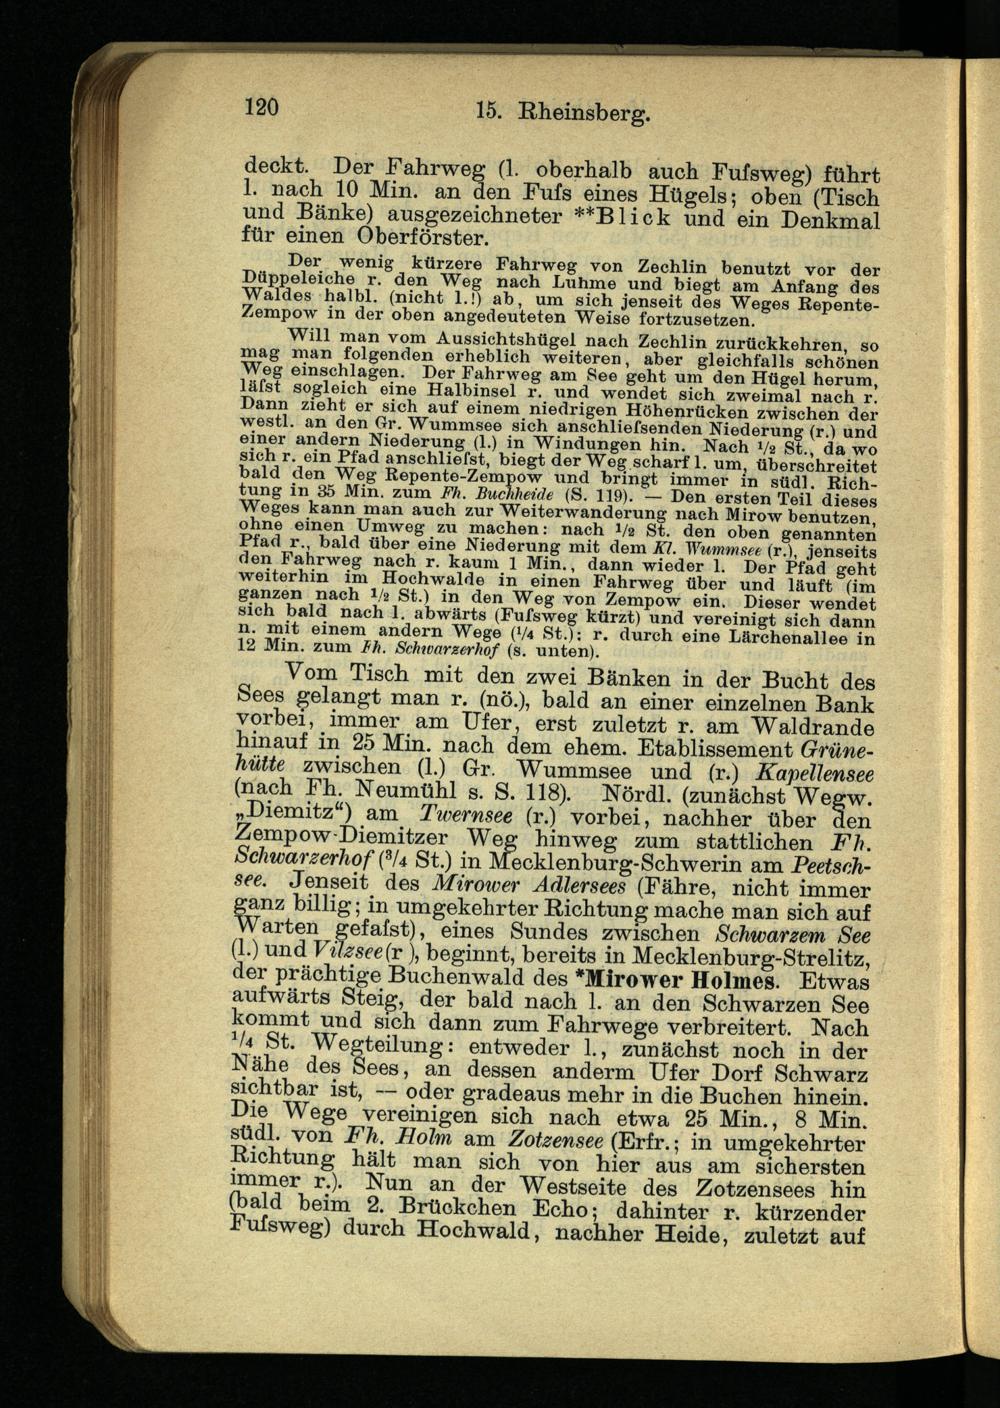 120
15. Rheinsberg.
deckt. Der Fahrweg (l. oberhalb auch Fuſsweg) führt
l. nach 10 Min. an den Fuſs eines Hügels; oben (Tisch
und Bänke) ausgezeichneter **Blick und ein Denkmal
für einen Oberförster.
Der wenig kürzere Fahrweg von Zechlin benutzt vor der
Düppeleiche r. den Weg nach Luhme und biegt am Anfang des
Waldes halbl. (nicht l.!) ab, um sich jenseit des Weges Repente-
Zempow in der oben angedeuteten Weise fortzusetzen.
Will man vom Aussichtshügel nach Zechlin zurückkehren, so
mag man folgenden erheblich weiteren, aber gleichfalls schönen
Weg einschlagen. Der Fahrweg am See geht um den Hügel herum,
läſst sogleich eine Halbinsel r. und wendet sich zweimal nach r.
Dann zieht er sich auf einem niedrigen Höhenrücken zwischen der
westl. an den Gr. Wummsee sich anschlieſsenden Niederung (r.) und
einer andern Niederung (l.) in Windungen hin. Nach 1/2 St., da wo
sich r. ein Pfad anschlieſst, biegt der Weg scharf l. um, überschreitet
bald den Weg Repente-Zempow und bringt immer in südl. Rich-
tung in 35 Min. zum Fh. Buchheide (S. 119). — Den ersten Teil dieses
Weges kann man auch zur Weiterwanderung nach Mirow benutzen,
ohne einen Umweg zu machen: nach 1/2 St. den oben genannten
Pfad r., bald über eine Niederung mit dem Kl. Wummsee (r.), jenseits
den Fahrweg nach r. kaum 1 Min., dann wieder l. Der Pfad geht
weiterhin im Hochwalde in einen Fahrweg über und läuft (im
ganzen nach 1/2 St.) in den Weg von Zempow ein. Dieser wendet
sich bald nach l. abwärts (Fuſsweg kürzt) und vereinigt sich dann
n. mit einem andern Wege (1/4 St.): r. durch eine Lärchenallee in
12 Min. zum Fh. Schwarzerhof (s. unten).
Vom Tisch mit den zwei Bänken in der Bucht des
Sees gelangt man r. (nö.), bald an einer einzelnen Bank
vorbei, immer am Ufer, erst zuletzt r. am Waldrande
hinauf in 25 Min. nach dem ehem. Etablissement Grüne-
hütte zwischen (l.) Gr. Wummsee und (r.) Kapellensee
(nach Fh. Neumühl s. S. 118). Nördl. (zunächst Wegw.
„Diemitz“) am Twernsee (r.) vorbei, nachher über den
Zempow-Diemitzer Weg hinweg zum stattlichen Fh.
Schwarzerhof (3/4 St.) in Mecklenburg-Schwerin am Peetsch-
see. Jenseit des Mirower Adlersees (Fähre, nicht immer
ganz billig; in umgekehrter Richtung mache man sich auf
Warten gefaſst), eines Sundes zwischen Schwarzem See
(l.) und Vilzsee (r ), beginnt, bereits in Mecklenburg-Strelitz,
der prächtige Buchenwald des *Mirower Holmes. Etwas
aufwärts Steig, der bald nach l. an den Schwarzen See
kommt und sich dann zum Fahrwege verbreitert. Nach
1/4 St. Wegteilung: entweder l., zunächst noch in der
Nähe des Sees, an dessen anderm Ufer Dorf Schwarz
sichtbar ist, — oder gradeaus mehr in die Buchen hinein.
Die Wege vereinigen sich nach etwa 25 Min., 8 Min.
südl. von Fh. Holm am Zotzensee (Erfr.; in umgekehrter
Richtung hält man sich von hier aus am sichersten
immer r.). Nun an der Westseite des Zotzensees hin
(bald beim 2. Brückchen Echo; dahinter r. kürzender
Fuſsweg) durch Hochwald, nachher Heide, zuletzt auf